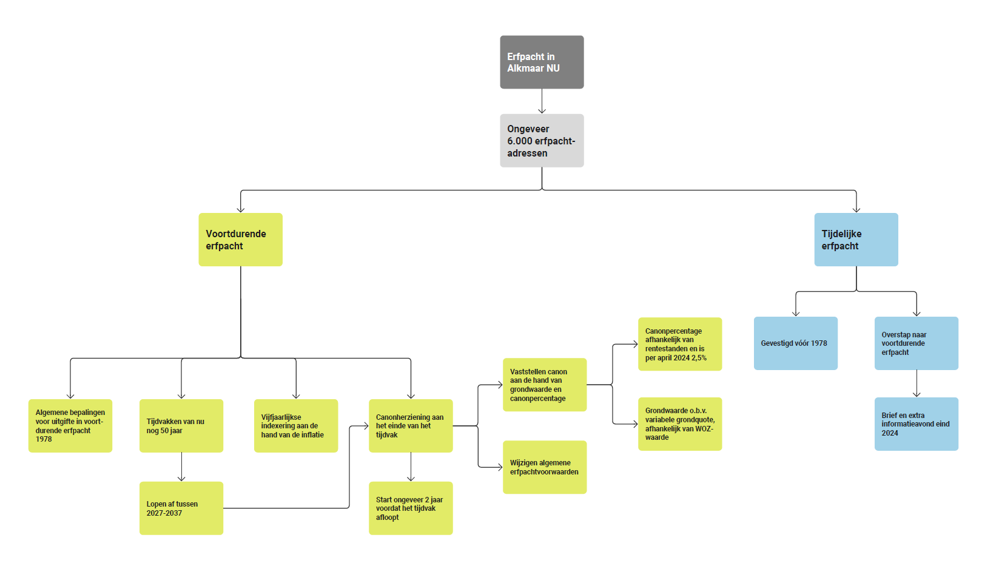 Erfpacht in
Alkmaar NU
Ongeveer
6.000 erfpacht-
adressen
Voortdurende
erfpacht
Tijdelijke
erfpacht
Algemene bepalingen
voor uitgifte in voort-
durende erfpacht
1978
Tijdvakken van nu
nog 50 jaar
Lopen af tussen
2027-2037
Vijfjaarlijkse
indexering aan de
hand van de inflatie
Canonherziening aan
het einde van het
tijdvak
Start ongeveer 2 jaar
voordat het tijdvak
afloopt
Vaststellen canon
aan de hand van
grondwaarde en
canonpercentage
Wijzigen algemene
erfpachtvoorwaarden
Canonpercentage
afhankelijk van
rentestanden en is
per april 2024 2,5%
Grondwaarde o.b.v.
variabele grondquote,
afhankelijk van WOZ-
waarde
Gevestigd vóór 1978
Overstap naar
voortdurende
erfpacht
Brief en extra
informatieavond eind
2024